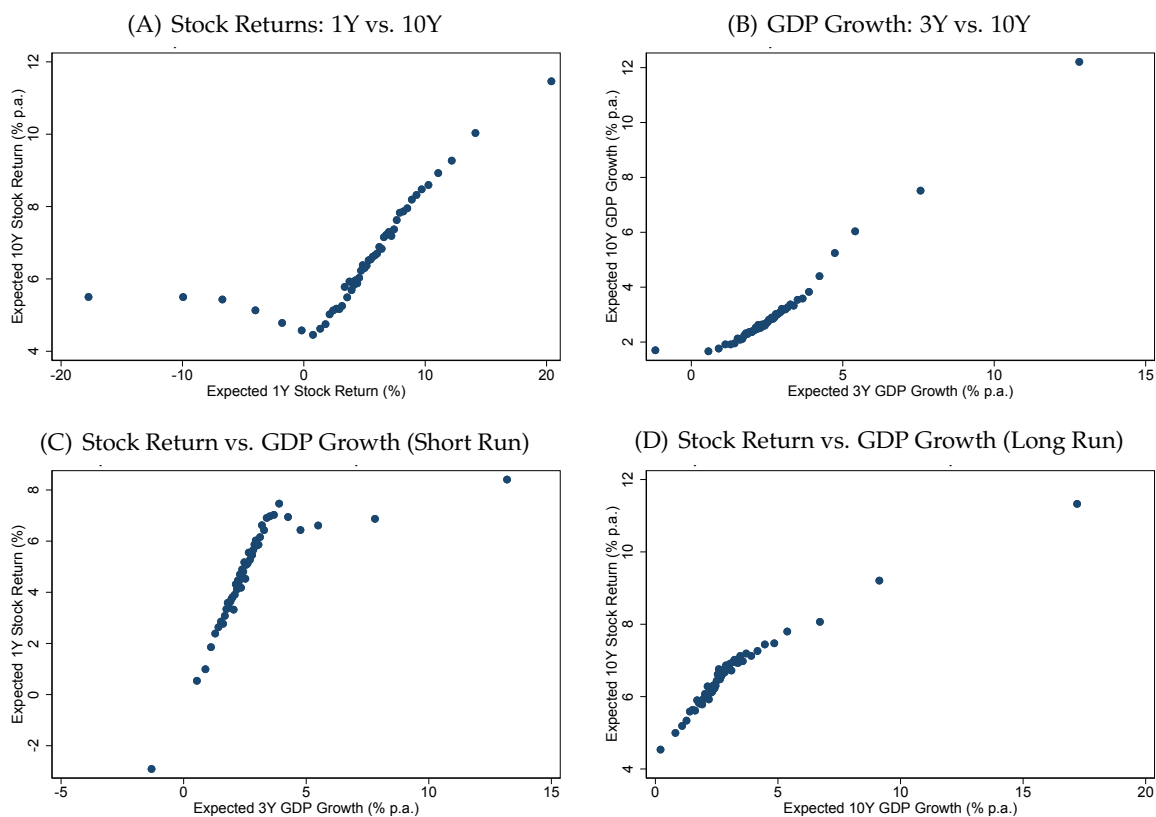 (A) Stock Returns: 1Y vs. 10Y
Expected 10Y Stock Return (% p.a.)
12
10
8
6
4
-20 -10 0 10 20
Expected 1Y Stock Return (%)
(B) GDP Growth: 3Y vs. 10Y
Expected 10Y GDP Growth (% p.a.)
12
10
8
6
4
2
0 5 10 15
Expected 3Y GDP Growth (% p.a.)
(C) Stock Return vs. GDP Growth (Short Run)
Expected 1Y Stock Return (%)
8
6
4
2
0
-2
-5 0 5 10 15
Expected 3Y GDP Growth (% p.a.)
(D) Stock Return vs. GDP Growth (Long Run)
Expected 10Y Stock Return (% p.a.)
12
10
8
6
4
0 5 10 15 20
Expected 10Y GDP Growth (% p.a.)